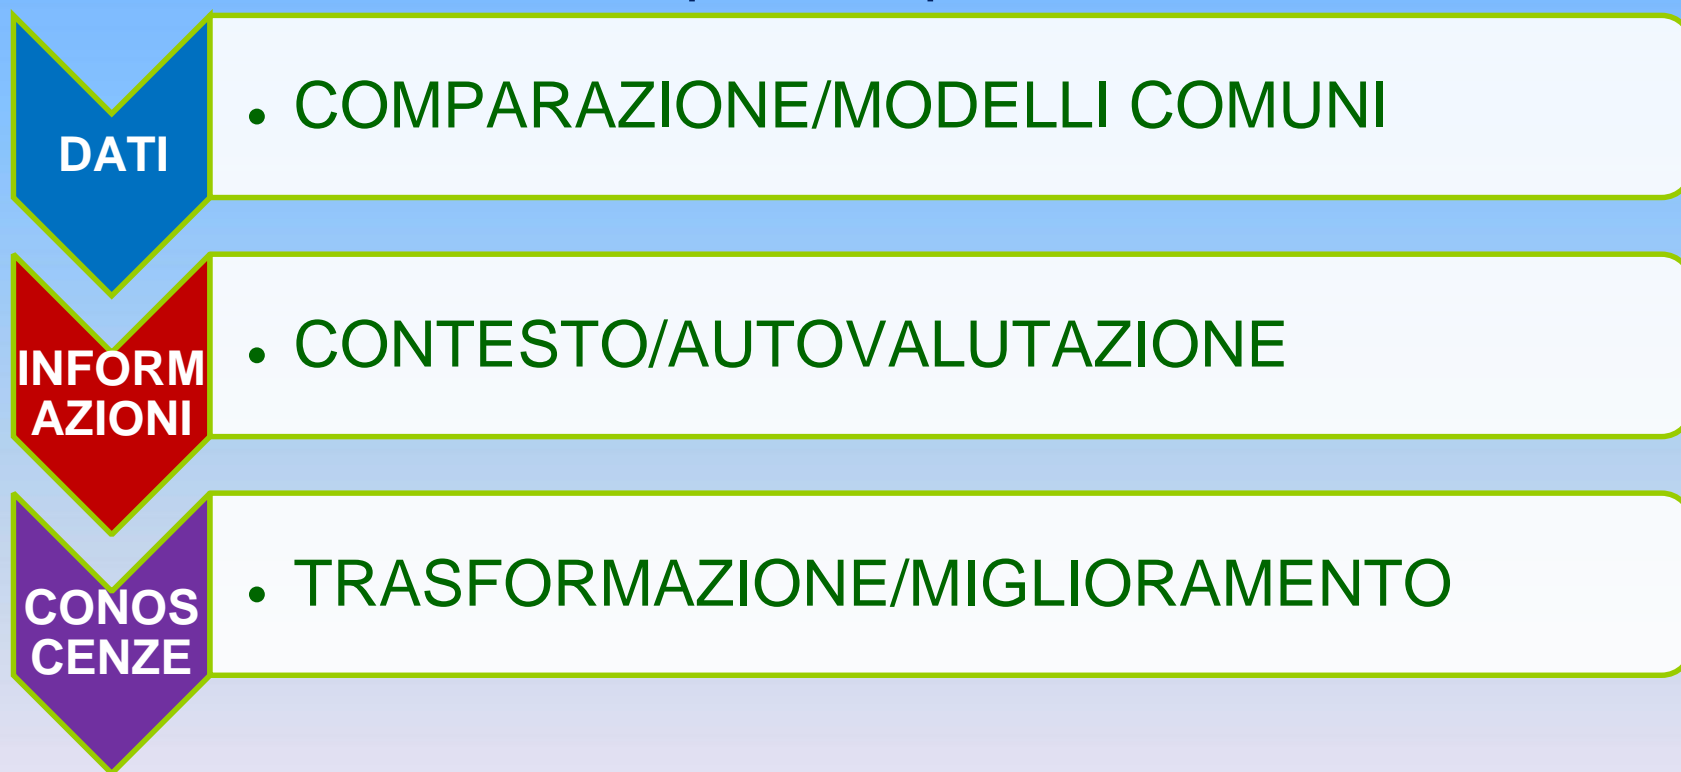 DATI
• COMPARAZIONE/MODELLI COMUNI
INFORM
AZIONI
• CONTESTO/AUTOVALUTAZIONE
CONOS
CENZE
• TRASFORMAZIONE/MIGLIORAMENTO